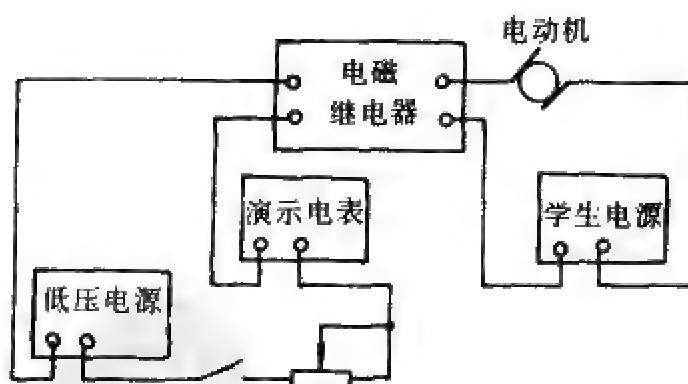 电动机
电磁
继电器
演示电表
学生电源
低压电源